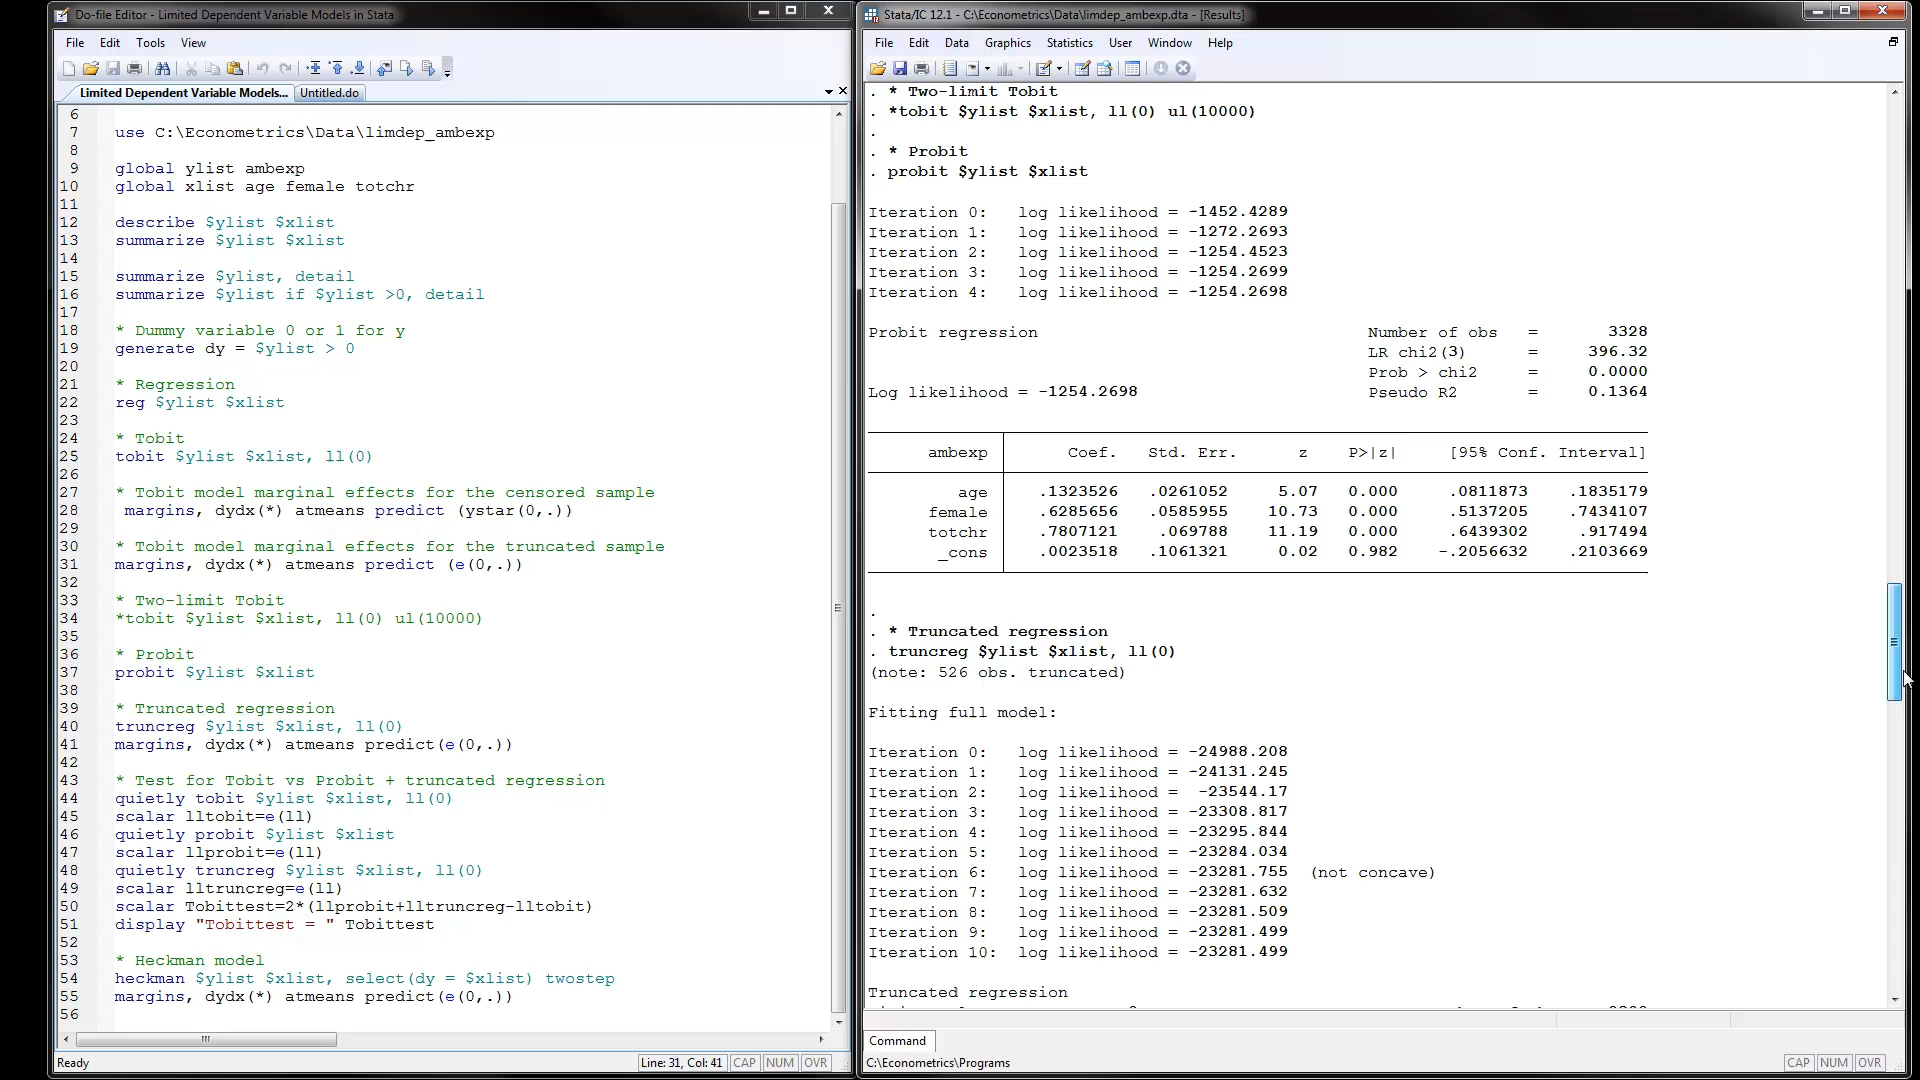 Do-file Editor - Limited Dependent Variable Models in Stata
File Edit Tools View
Limited Dependent Variable Models... Untitled.do
6
7 use C:\Econometrics\Data\limdep_ambexp
8
9 global ylist ambexp
10 global xlist age female totchr
11
12 describe $ylist $xlist
13 summarize $ylist $xlist
14
15 summarize $ylist, detail
16 summarize $ylist if $ylist >0, detail
17
18 * Dummy variable 0 or 1 for y
19 generate dy = $ylist > 0
20
21 * Regression
22 reg $ylist $xlist
23
24 * Tobit
25 tobit $ylist $xlist, ll(0)
26
27 * Tobit model marginal effects for the censored sample
28 margins, dydx(*) atmeans predict (ystar(0,.))
29
30 * Tobit model marginal effects for the truncated sample
31 margins, dydx(*) atmeans predict (e(0,.))
32
33 * Two-limit Tobit
34 *tobit $ylist $xlist, ll(0) ul(10000)
35
36 * Probit
37 probit $ylist $xlist
38
39 * Truncated regression
40 truncreg $ylist $xlist, ll(0)
41 margins, dydx(*) atmeans predict(e(0,.))
42
43 * Test for Tobit vs Probit + truncated regression
44 quietly tobit $ylist $xlist, ll(0)
45 scalar lltobit=e(ll)
46 quietly probit $ylist $xlist
47 scalar llprobit=e(ll)
48 quietly truncreg $ylist $xlist, ll(0)
49 scalar lltruncreg=e(ll)
50 scalar Tobittest=2*(llprobit+lltruncreg-lltobit)
51 display "Tobittest = " Tobittest
52
53 * Heckman model
54 heckman $ylist $xlist, select(dy = $xlist) twostep
55 margins, dydx(*) atmeans predict(e(0,.))
56
Ready Line: 31, Col: 41 CAP NUM OVR
Stata/IC 12.1 - C:\Econometrics\Data\limdep_ambexp.dta - [Results]
File Edit Data Graphics Statistics User Window Help
. * Two-limit Tobit
. *tobit $ylist $xlist, ll(0) ul(10000)
.
. * Probit
. probit $ylist $xlist
Iteration 0: log likelihood = -1452.4289
Iteration 1: log likelihood = -1272.2693
Iteration 2: log likelihood = -1254.4523
Iteration 3: log likelihood = -1254.2699
Iteration 4: log likelihood = -1254.2698
Probit regression Number of obs = 3328
LR chi2(3) = 396.32
Prob > chi2 = 0.0000
Log likelihood = -1254.2698 Pseudo R2 = 0.1364
ambexp Coef. Std. Err. z P>|z| [95% Conf. Interval]
age .1323526 .0261052 5.07 0.000 .0811873 .1835179
female .6285656 .0585955 10.73 0.000 .5137205 .7434107
totchr .7807121 .069788 11.19 0.000 .6439302 .917494
_cons .0023518 .1061321 0.02 0.982 -.2056632 .2103669
.
. * Truncated regression
. truncreg $ylist $xlist, ll(0)
(note: 526 obs. truncated)
Fitting full model:
Iteration 0: log likelihood = -24988.208
Iteration 1: log likelihood = -24131.245
Iteration 2: log likelihood = -23544.17
Iteration 3: log likelihood = -23308.817
Iteration 4: log likelihood = -23295.844
Iteration 5: log likelihood = -23284.034
Iteration 6: log likelihood = -23281.755 (not concave)
Iteration 7: log likelihood = -23281.632
Iteration 8: log likelihood = -23281.509
Iteration 9: log likelihood = -23281.499
Iteration 10: log likelihood = -23281.499
Truncated regression
Command
C:\Econometrics\Programs CAP NUM OVR